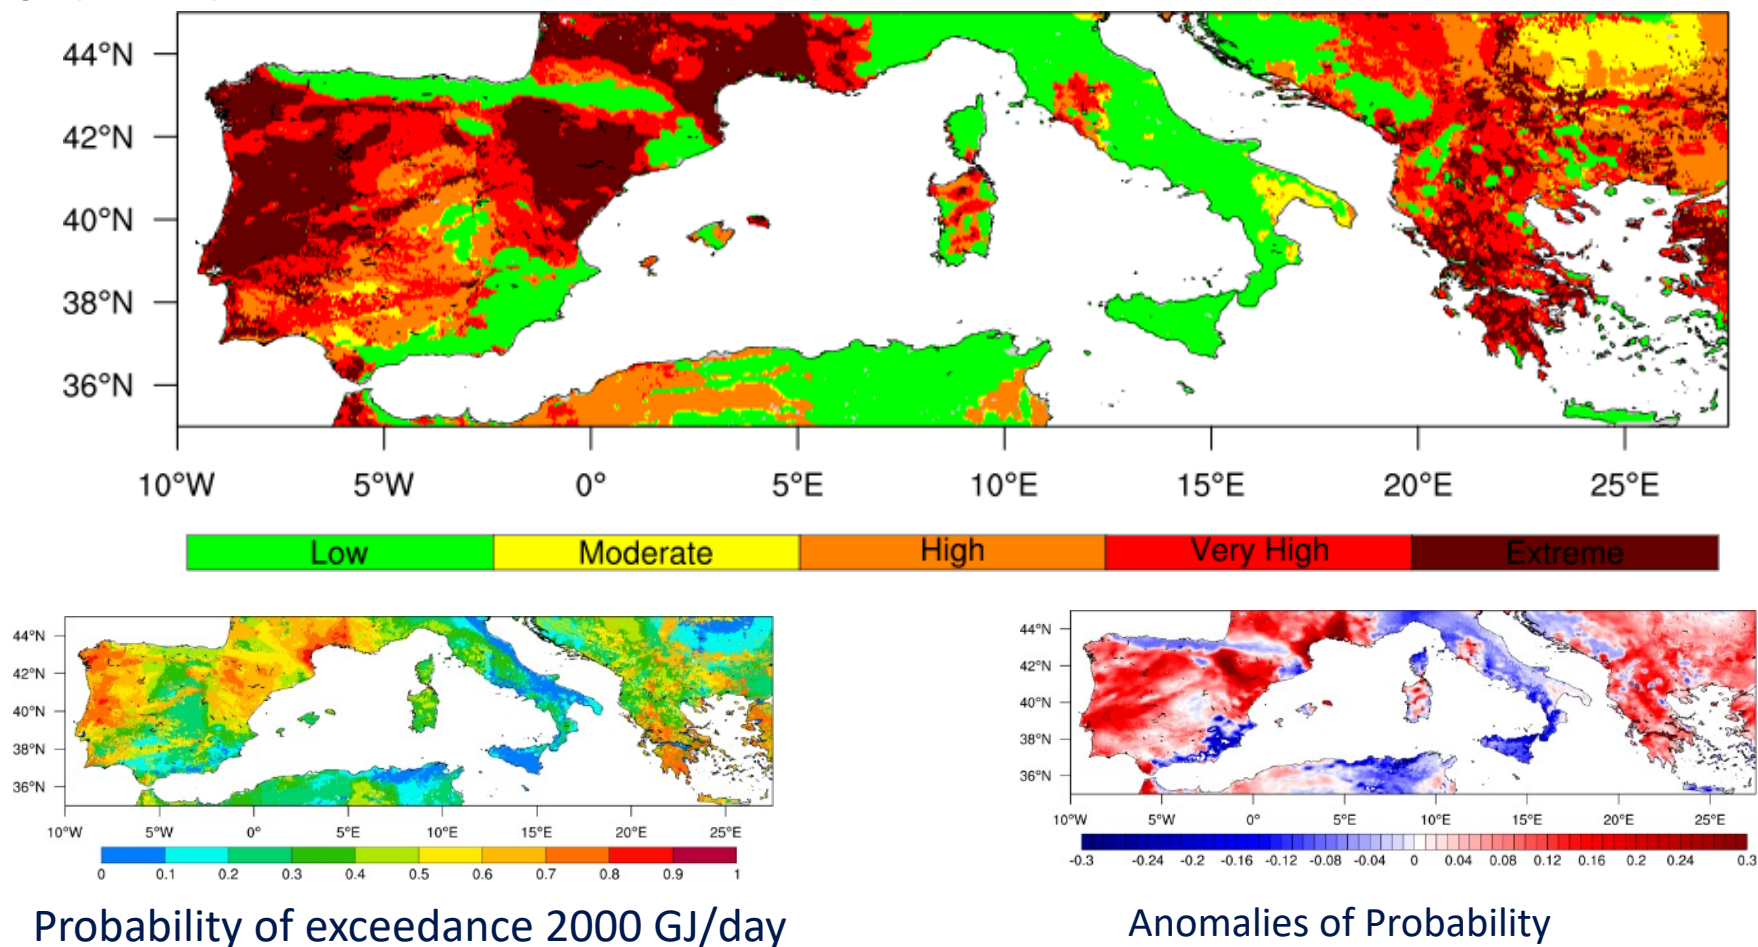 44°N
42°N
40°N
38°N
36°N
10°W 5°W 0° 5°E 10°E 15°E 20°E 25°E
Low Moderate High Very High Extreme
44°N
42°N
40°N
38°N
36°N
10°W 5°W 0° 5°E 10°E 15°E 20°E 25°E
0 0.1 0.2 0.3 0.4 0.5 0.6 0.7 0.8 0.9 1
Probability of exceedance 2000 GJ/day
44°N
42°N
40°N
38°N
36°N
10°W 5°W 0° 5°E 10°E 15°E 20°E 25°E
-0.3 -0.24 -0.2 -0.16 -0.12 -0.08 -0.04 0 0.04 0.08 0.12 0.16 0.2 0.24 0.3
Anomalies of Probability